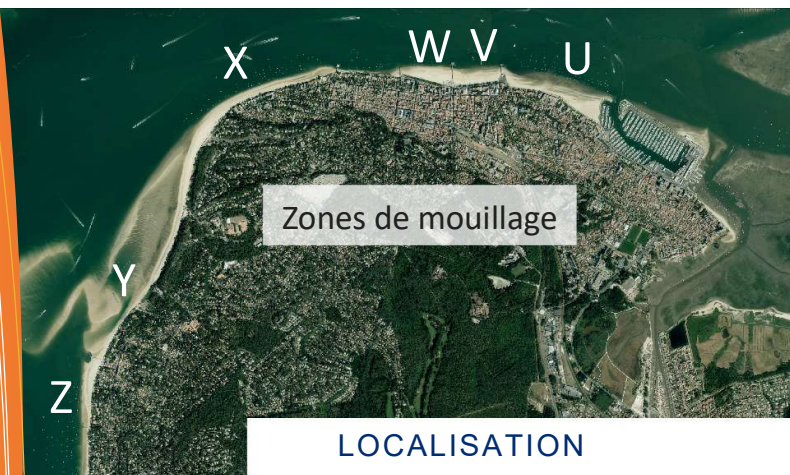 X
W V U
Zones de mouillage
Y
Z
LOCALISATION